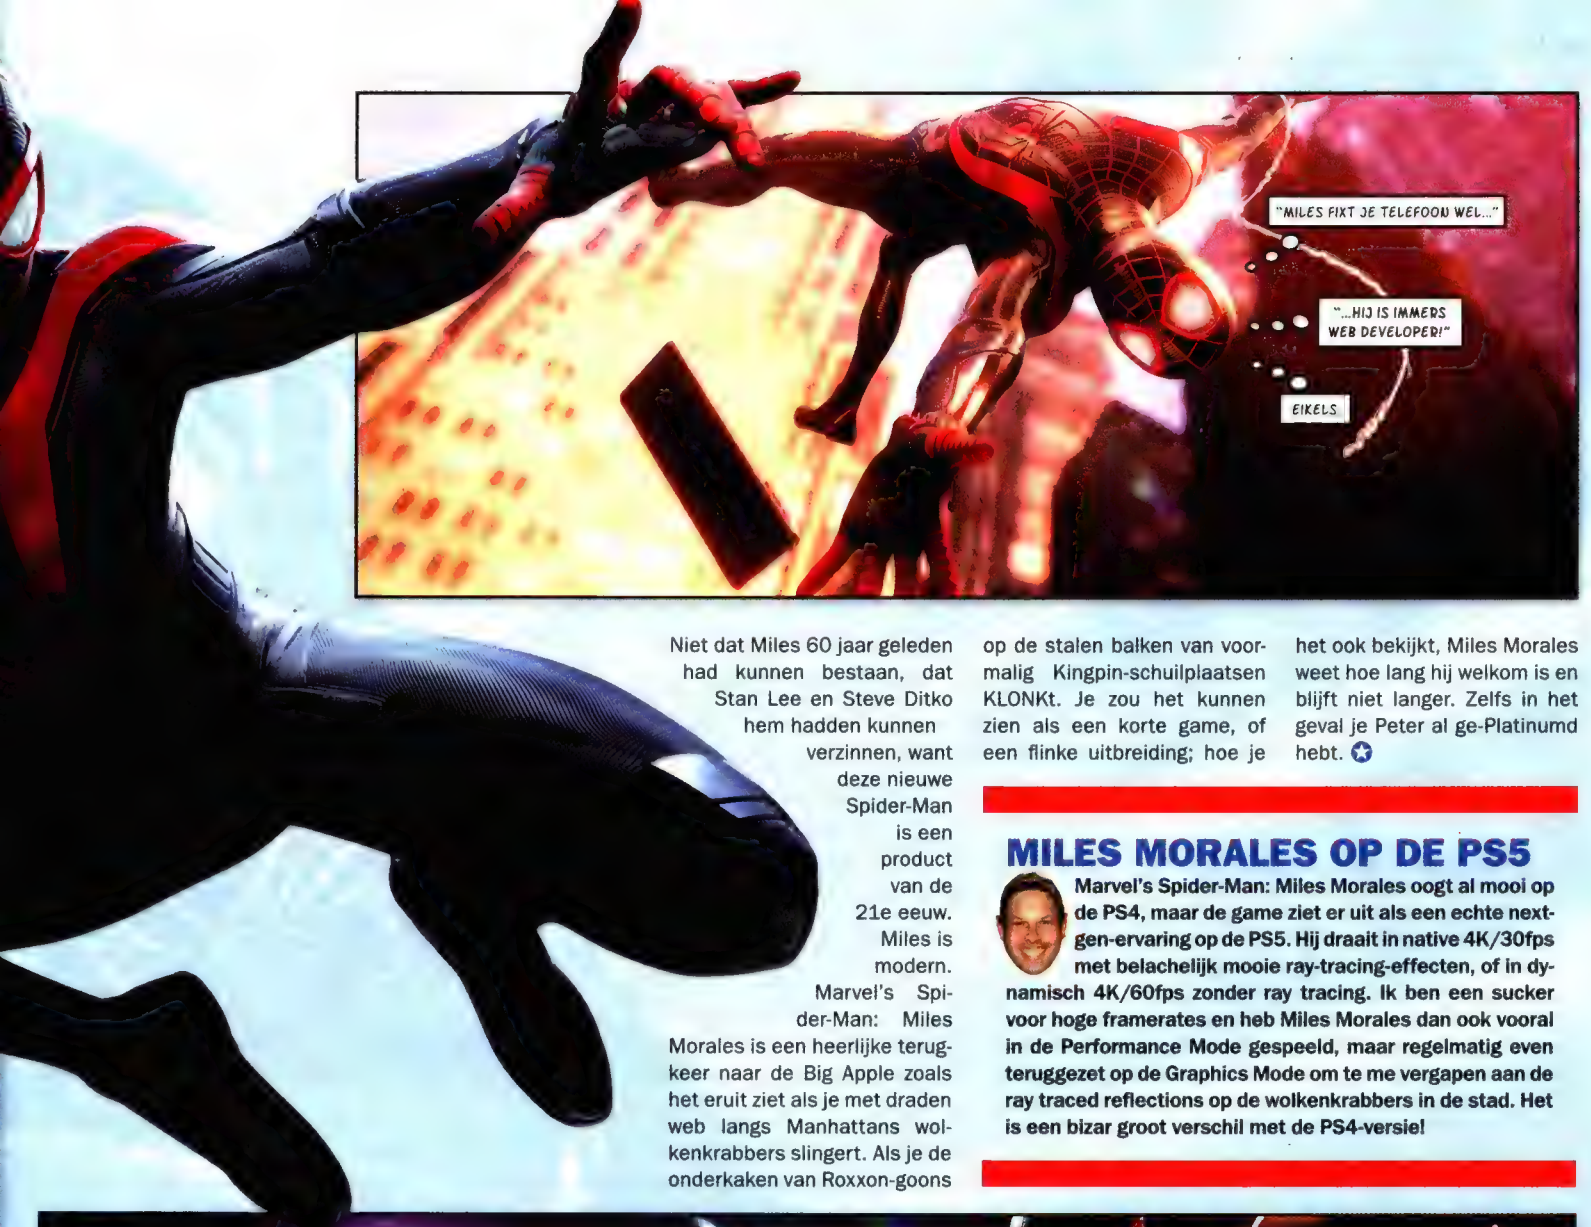 "MILES FIXT JE TELEFOON WEL..."
"...HIJ IS IMMERS
WEB DEVELOPER!"
EIKELS
Niet dat Miles 60 jaar geleden
had kunnen bestaan, dat
Stan Lee en Steve Ditko
hem hadden kunnen
verzinnen, want
deze nieuwe
Spider-Man
is een
product
van de
21e eeuw.
Miles is
modern.
Marvel's Spi-
der-Man: Miles
Morales is een heerlijke terug-
keer naar de Big Apple zoals
het eruit ziet als je met draden
web langs Manhattans wol-
kenkrabbers slingert. Als je de
onderkaken van Roxxon-goons
op de stalen balken van voor-
malig Kingpin-schuilplaatsen
KLONKt. Je zou het kunnen
zien als een korte game, of
een flinke uitbreiding; hoe je
het ook bekijkt, Miles Morales
weet hoe lang hij welkom is en
blijft niet langer. Zelfs in het
geval je Peter al ge-Platinumd
hebt.
MILES MORALES OP DE PS5
Marvel's Spider-Man: Miles Morales oogt al mooi op
de PS4, maar de game ziet er uit als een echte next-
gen-ervaring op de PS5. Hij draait in native 4K/30fps
met belachelijk mooie ray-tracing-effecten, of in dy-
namisch 4K/60fps zonder ray tracing. Ik ben een sucker
voor hoge framerates en heb Miles Morales dan ook vooral
in de Performance Mode gespeeld, maar regelmatig even
teruggezet op de Graphics Mode om te me vergapen aan de
ray traced reflections op de wolkenkrabbers in de stad. Het
is een bizar groot verschil met de PS4-versie!